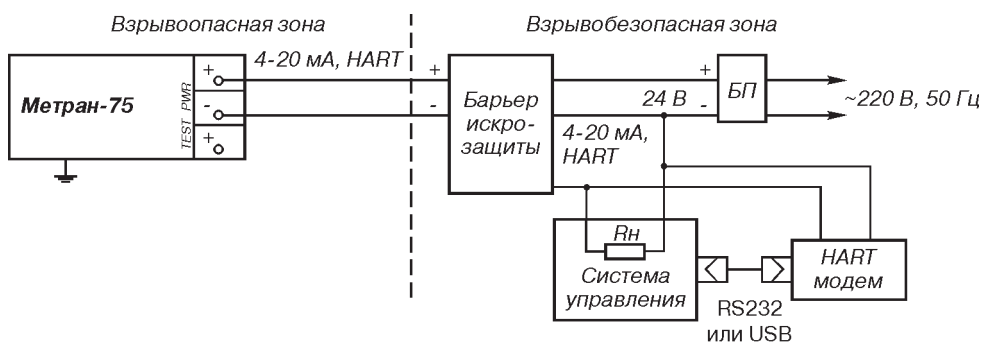 Взрывоопасная зона
Взрывобезопасная зона
Метран-75
TEST PWR
+
-
+
4-20 мА, HART
+
-
Барьер
искро-
защиты
24 В
+
-
БП
~220 В, 50 Гц
4-20 мА,
HART
Rн
Система
управления
RS232
или USB
HART
модем